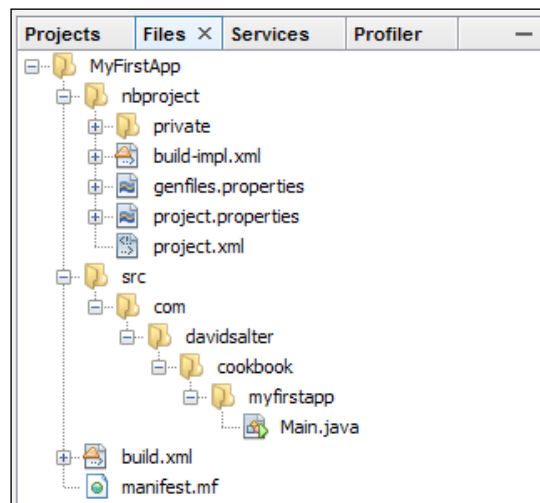 Projects Files Services Profiler
MyFirstApp
nbproject
private
build-impl.xml
genfiles.properties
project.properties
project.xml
src
com
davidsalter
cookbook
myfirstapp
Main.java
build.xml
manifest.mf